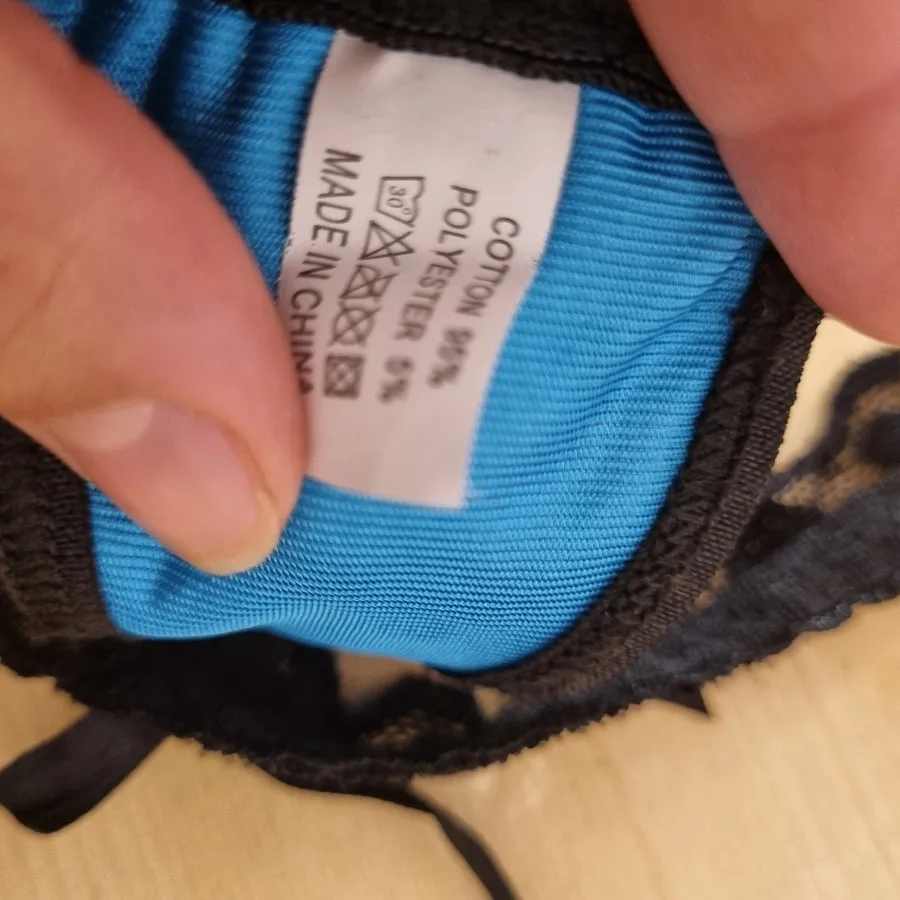 COTTON 95%
POLYESTER 5%
30°
MADE IN CHINA